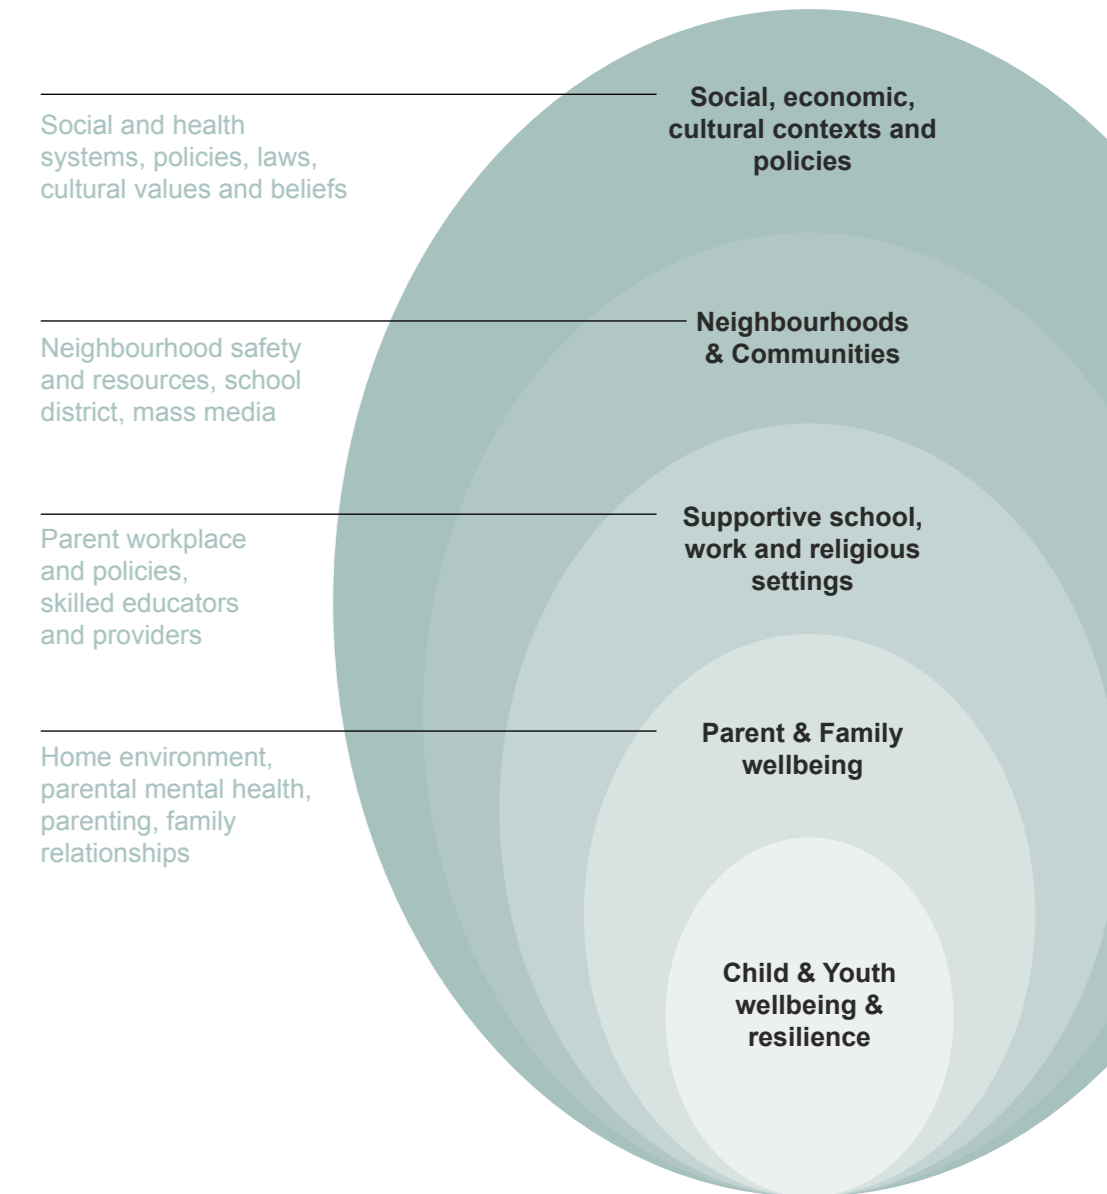 Social, economic,
cultural contexts and
policies
Social and health
systems, policies, laws,
cultural values and beliefs
Neighbourhoods
& Communities
Neighbourhood safety
and resources, school
district, mass media
Supportive school,
work and religious
settings
Parent workplace
and policies,
skilled educators
and providers
Parent & Family
wellbeing
Home environment,
parental mental health,
parenting, family
relationships
Child & Youth
wellbeing &
resilience